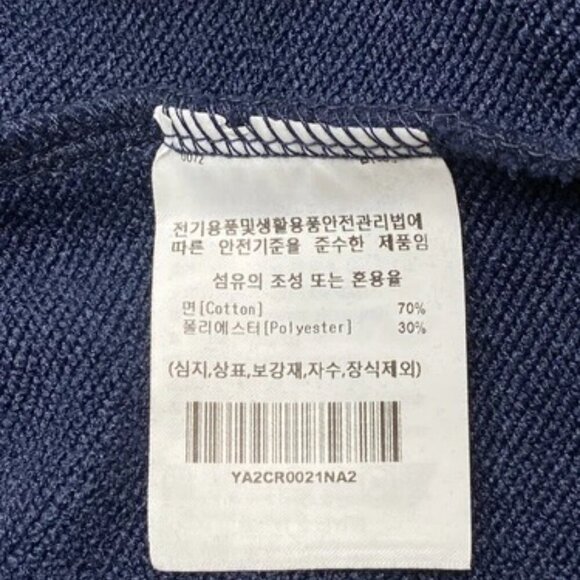 0072
전기용품및생활용품안전관리법에
따른 안전기준을 준수한 제품임
섬유의 조성 또는 혼용율
면[Cotton] 70%
폴리에스터[Polyester] 30%
(심지,상표,보강재,자수,장식제외)
YA2CR0021NA2